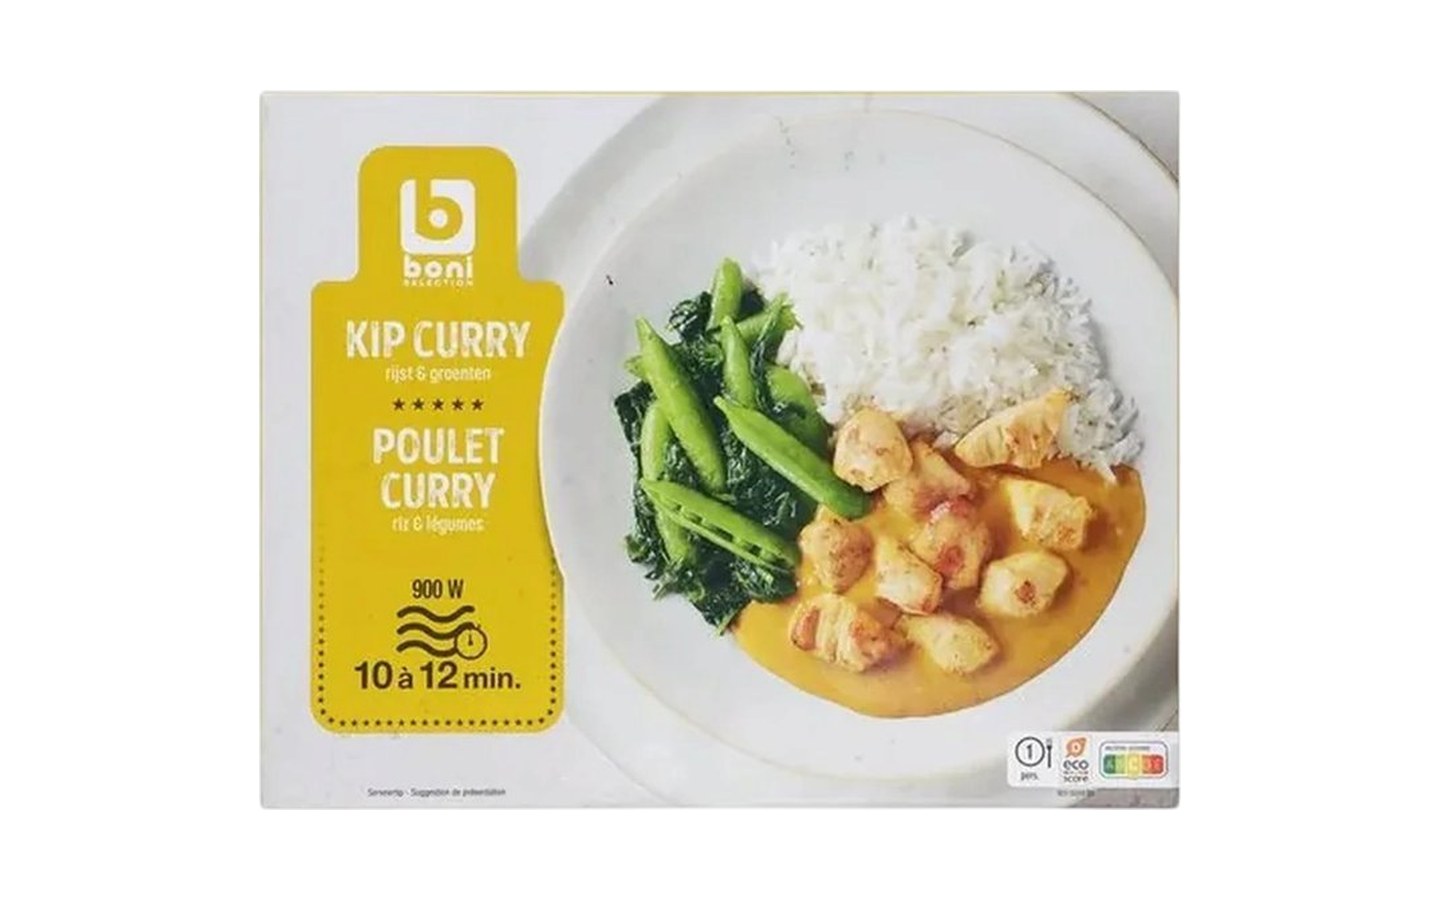 b
boni
SELECTION
KIP CURRY
rijst & groenten
★★★★★
POULET
CURRY
riz & légumes
900 W
10 à 12 min.
Serveertip - Suggestion de présentation
1
pers.
eco
score